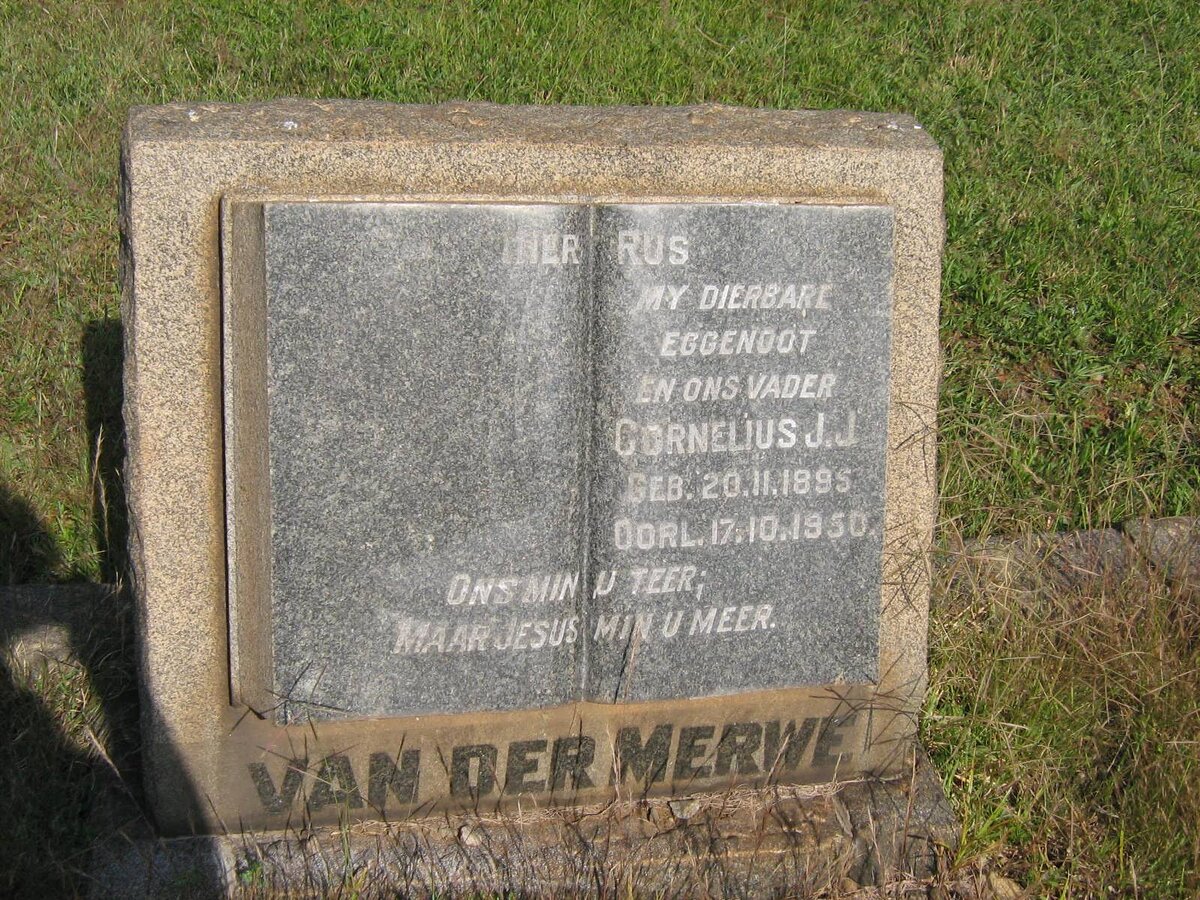 HIER RUS
MY DIERBARE
EGGENOOT
EN ONS VADER
CORNELIUS J.J
GEB. 20.11.1895
OORL. 17.10.1950.
ONS MIN U TEER;
MAAR JESUS MIN U MEER.
VAN DER MERWE